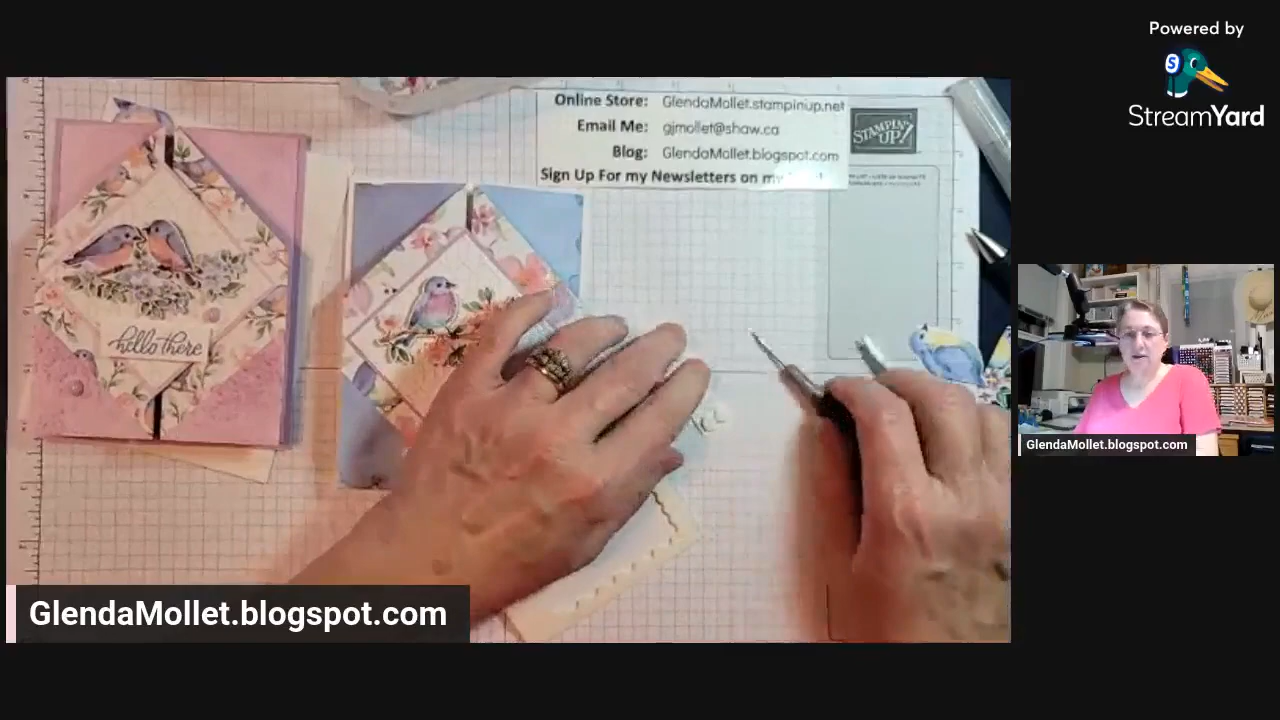 Powered by
StreamYard
Online Store: GlendaMollet.stampinup.net
Email Me: gjmollet@shaw.ca
Blog: GlendaMollet.blogspot.com
Sign Up For my Newsletters on my
STAMPIN' UP!
hello there
GlendaMollet.blogspot.com
GlendaMollet.blogspot.com